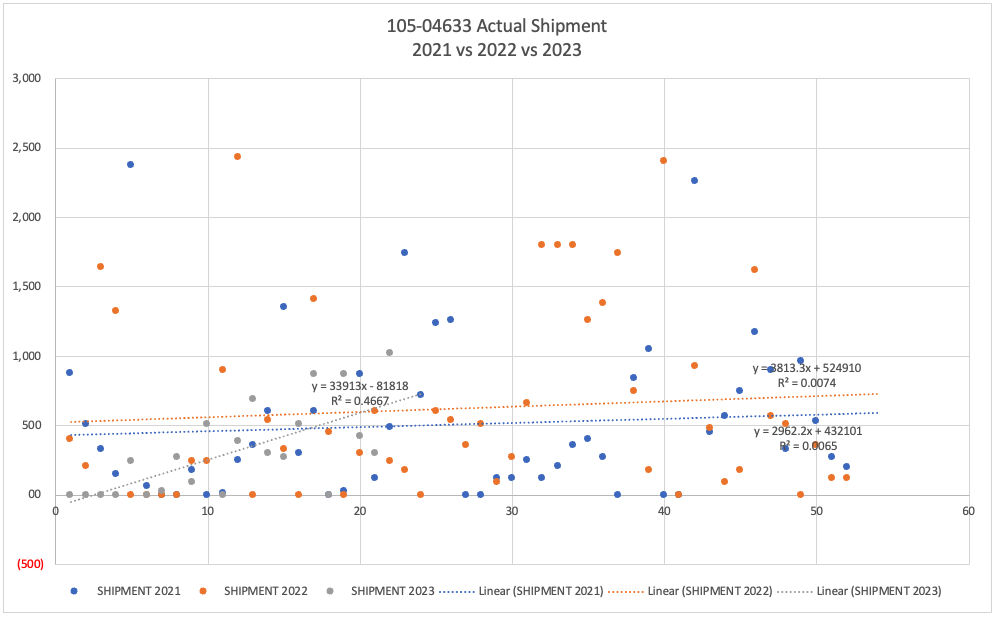 105-04633 Actual Shipment
2021 vs 2022 vs 2023
3,000
2,500
2,000
1,500
1,000
500
00
(500)
0
10
20
30
40
50
60
y = 33913x - 81818
R² = 0.4667
y = 3813.3x + 524910
R² = 0.0074
y = 2962.2x + 432101
R² = 0.0065
SHIPMENT 2021
SHIPMENT 2022
SHIPMENT 2023
Linear (SHIPMENT 2021)
Linear (SHIPMENT 2022)
Linear (SHIPMENT 2023)